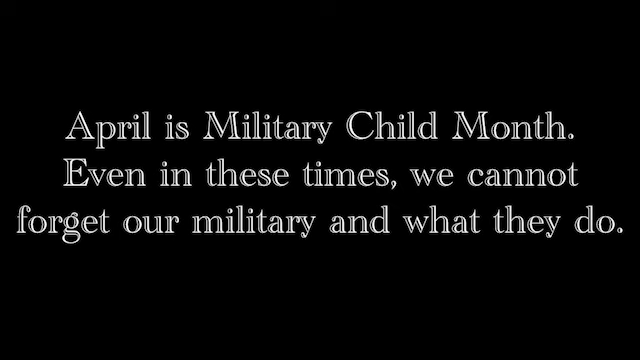 April is Military Child Month.
Even in these times, we cannot
forget our military and what they do.